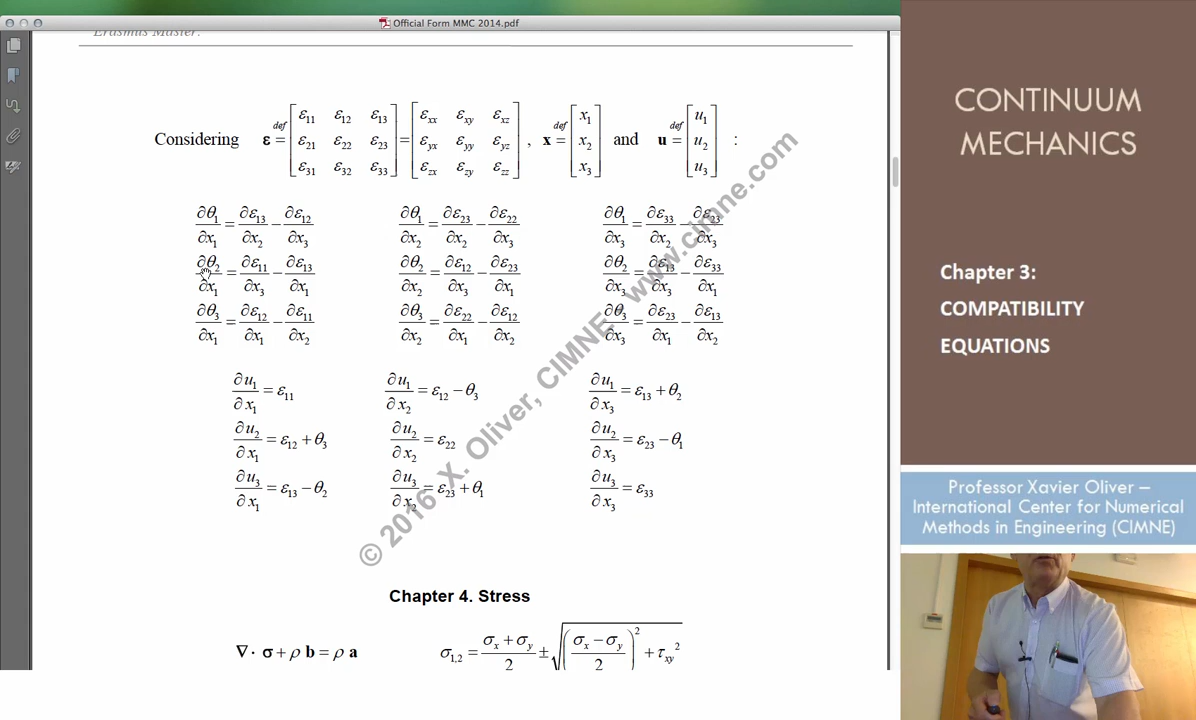 Official Form MMC 2014.pdf
Erasmus Master.
Considering ε =def [ε11 ε12 ε13; ε21 ε22 ε23; ε31 ε32 ε33] = [εxx εxy εxz; εyx εyy εyz; εzx εzy εzz] , x =def [x1; x2; x3] and u =def [u1; u2; u3] :
∂θ1/∂x1 = ∂ε13/∂x2 − ∂ε12/∂x3 ∂θ1/∂x2 = ∂ε23/∂x2 − ∂ε22/∂x3 ∂θ1/∂x3 = ∂ε33/∂x2 − ∂ε23/∂x3
∂θ2/∂x1 = ∂ε11/∂x3 − ∂ε13/∂x1 ∂θ2/∂x2 = ∂ε12/∂x3 − ∂ε23/∂x1 ∂θ2/∂x3 = ∂ε13/∂x3 − ∂ε33/∂x1
∂θ3/∂x1 = ∂ε12/∂x1 − ∂ε11/∂x2 ∂θ3/∂x2 = ∂ε22/∂x1 − ∂ε12/∂x2 ∂θ3/∂x3 = ∂ε23/∂x1 − ∂ε13/∂x2
∂u1/∂x1 = ε11 ∂u1/∂x2 = ε12 − θ3 ∂u1/∂x3 = ε13 + θ2
∂u2/∂x1 = ε12 + θ3 ∂u2/∂x2 = ε22 ∂u2/∂x3 = ε23 − θ1
∂u3/∂x1 = ε13 − θ2 ∂u3/∂x2 = ε23 + θ1 ∂u3/∂x3 = ε33
© 2016 X. Oliver, CIMNE - www.cimne.com
Chapter 4. Stress
∇· σ + ρ b = ρ a σ1,2 = (σx + σy)/2 ± √(((σx − σy)/2)² + τxy²)
CONTINUUM
MECHANICS
Chapter 3:
COMPATIBILITY
EQUATIONS
Professor Xavier Oliver –
International Center for Numerical
Methods in Engineering (CIMNE)